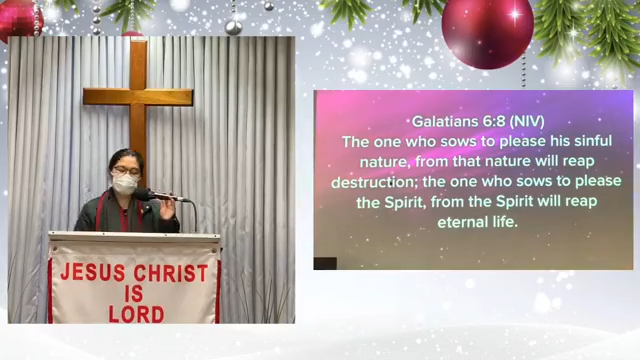 JESUS CHRIST
IS
LORD
Galatians 6:8 (NIV)
The one who sows to please his sinful
nature, from that nature will reap
destruction; the one who sows to please
the Spirit, from the Spirit will reap
eternal life.